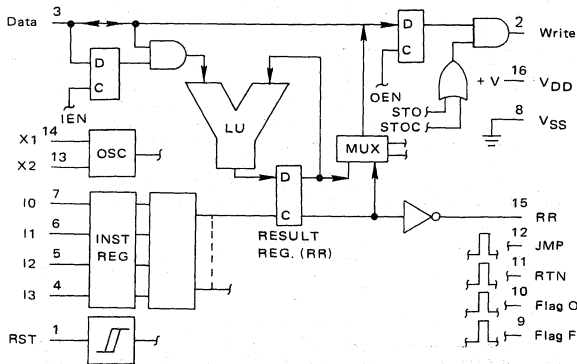 Data 3
D
C
IEN
LU
D
C
OEN
STO
STOC
2 Write
+ V 16 VDD
8 VSS
X1 14
X2 13
OSC
MUX
I0 7
I1 6
I2 5
I3 4
INST
REG
D
C
RESULT
REG. (RR)
15 RR
12 JMP
11 RTN
10 Flag O
9 Flag F
RST 1